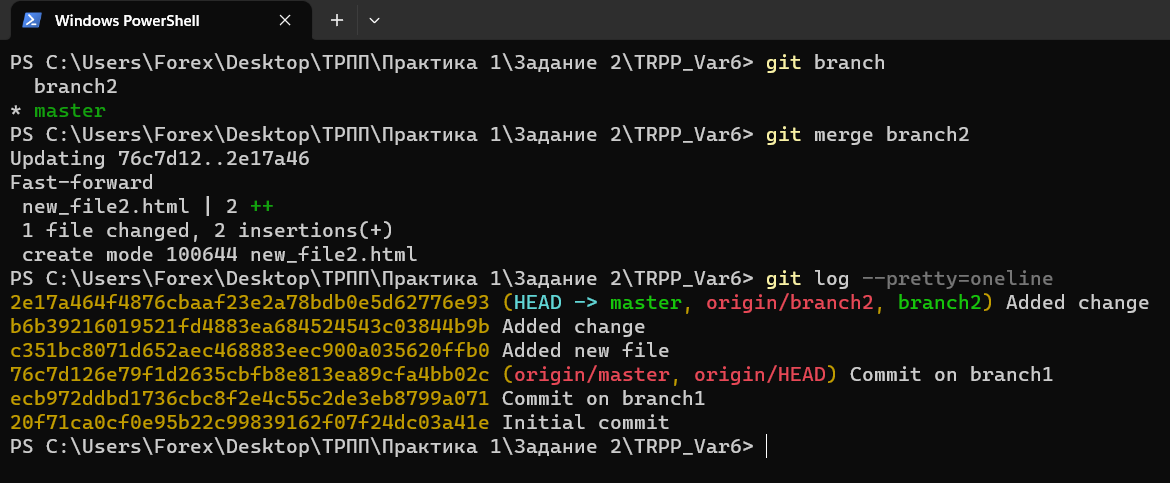 Windows PowerShell
PS C:\Users\Forex\Desktop\ТРПП\Практика 1\Задание 2\TRPP_Var6> git branch
  branch2
* master
PS C:\Users\Forex\Desktop\ТРПП\Практика 1\Задание 2\TRPP_Var6> git merge branch2
Updating 76c7d12..2e17a46
Fast-forward
 new_file2.html | 2 ++
 1 file changed, 2 insertions(+)
 create mode 100644 new_file2.html
PS C:\Users\Forex\Desktop\ТРПП\Практика 1\Задание 2\TRPP_Var6> git log --pretty=oneline
2e17a464f4876cbaaf23e2a78bdb0e5d62776e93 (HEAD -> master, origin/branch2, branch2) Added change
b6b39216019521fd4883ea684524543c03844b9b Added change
c351bc8071d652aec468883eec900a035620ffb0 Added new file
76c7d126e79f1d2635cbfb8e813ea89cfa4bb02c (origin/master, origin/HEAD) Commit on branch1
ecb972ddbd1736cbc8f2e4c55c2de3eb8799a071 Commit on branch1
20f71ca0cf0e95b22c99839162f07f24dc03a41e Initial commit
PS C:\Users\Forex\Desktop\ТРПП\Практика 1\Задание 2\TRPP_Var6>